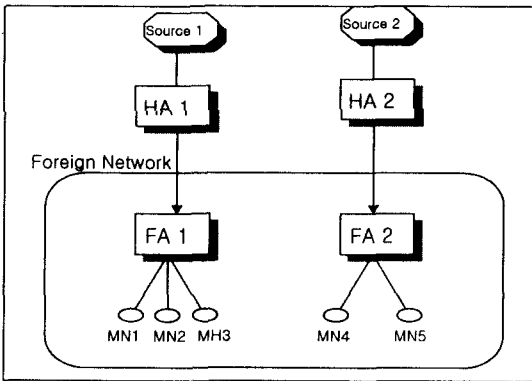 Source 1
Source 2
HA 1
HA 2
Foreign Network
FA 1
FA 2
MN1
MN2
MH3
MN4
MN5